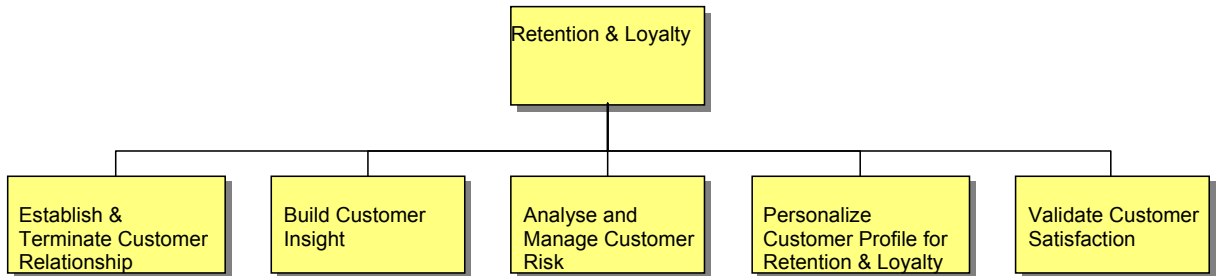 Retention & Loyalty
Establish &
Terminate Customer
Relationship
Build Customer
Insight
Analyse and
Manage Customer
Risk
Personalize
Customer Profile for
Retention & Loyalty
Validate Customer
Satisfaction